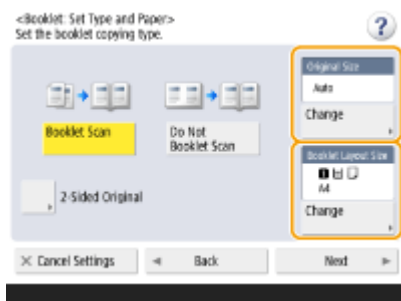 <Booklet: Set Type and Paper>
Set the booklet copying type.
?
Original Size
Auto
Change
Booklet Scan
Do Not
Booklet Scan
Booklet Layout Size
1
A4
Change
2-Sided Original
× Cancel Settings
Back
Next